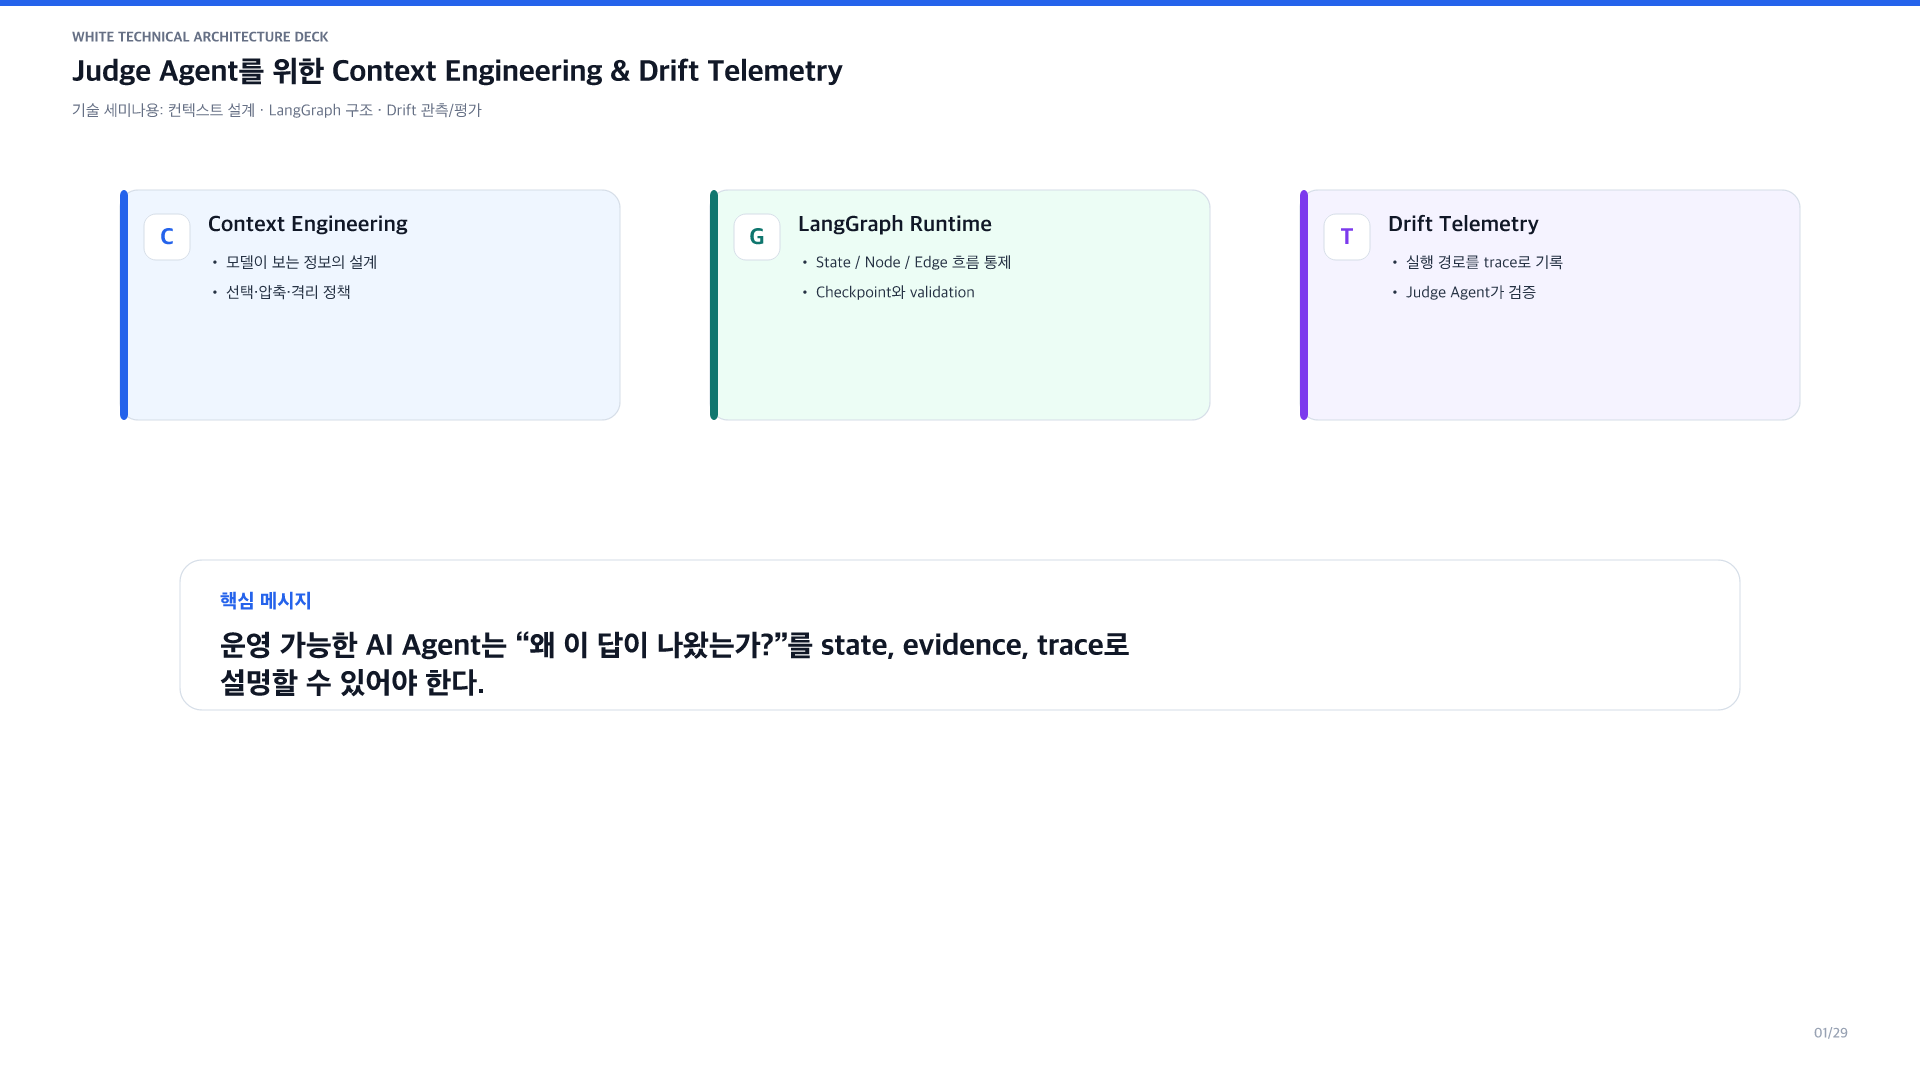 WHITE TECHNICAL ARCHITECTURE DECK
Judge Agent를 위한 Context Engineering & Drift Telemetry
기술 세미나용: 컨텍스트 설계 · LangGraph 구조 · Drift 관측/평가
C
Context Engineering
• 모델이 보는 정보의 설계
• 선택·압축·격리 정책
G
LangGraph Runtime
• State / Node / Edge 흐름 통제
• Checkpoint와 validation
T
Drift Telemetry
• 실행 경로를 trace로 기록
• Judge Agent가 검증
핵심 메시지
운영 가능한 AI Agent는 “왜 이 답이 나왔는가?”를 state, evidence, trace로
설명할 수 있어야 한다.
01/29